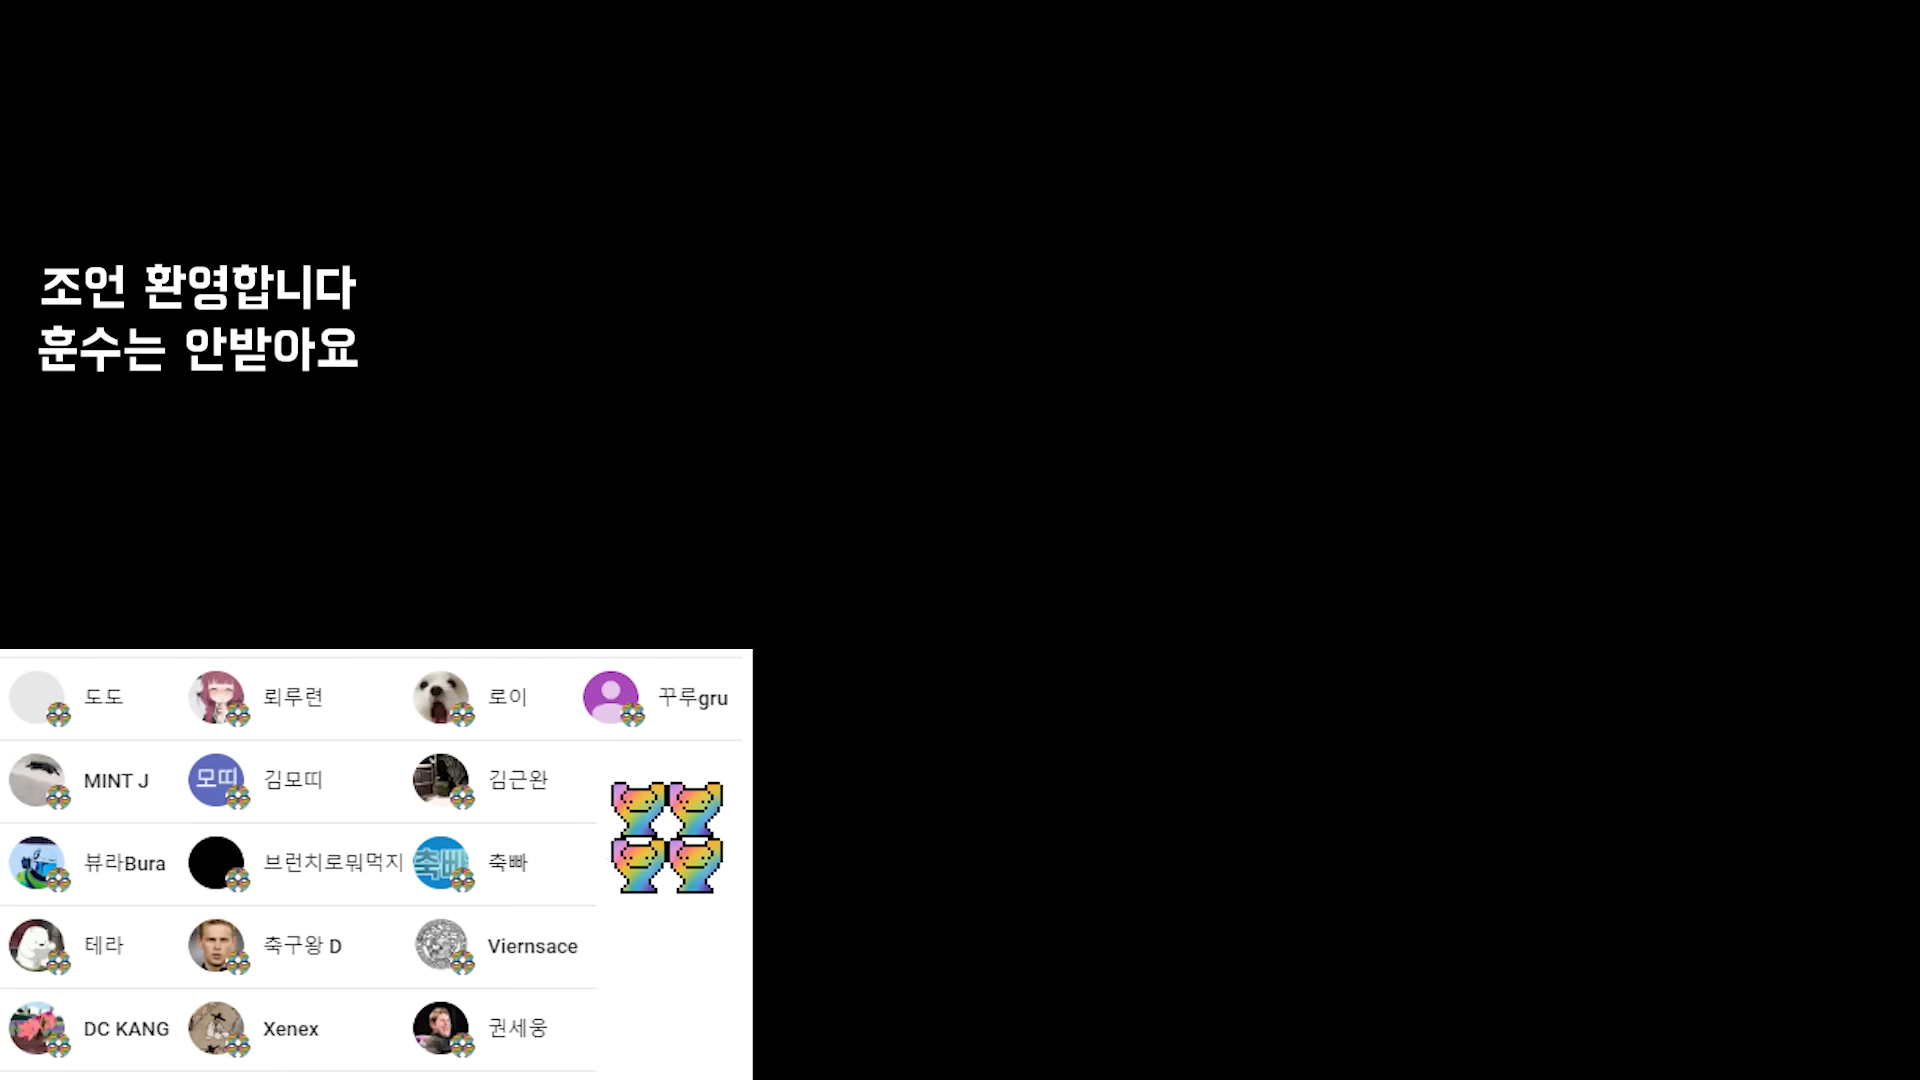 조언 환영합니다
훈수는 안받아요
도도 뢰루련 로이 꾸루gru
MINT J 모띠 김모띠 김근완
뷰라Bura 브런치로뭐먹지 축빠 축빠
테라 축구왕 D Viernsace
DC KANG Xenex 권세웅